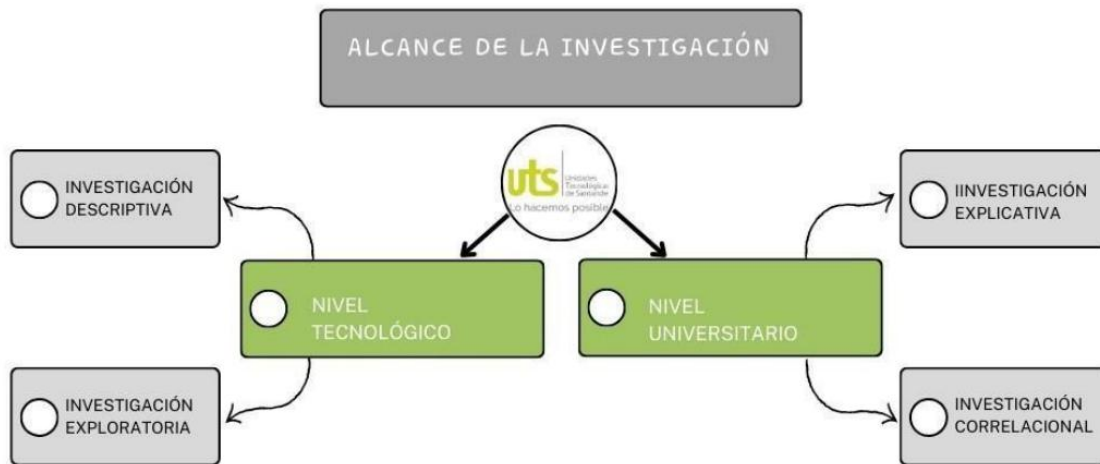 ALCANCE DE LA INVESTIGACIÓN
uts
Unidades
Tecnológicas
de Santander
Lo hacemos posible
INVESTIGACIÓN
DESCRIPTIVA
IINVESTIGACIÓN
EXPLICATIVA
NIVEL
TECNOLÓGICO
NIVEL
UNIVERSITARIO
INVESTIGACIÓN
EXPLORATORIA
INVESTIGACIÓN
CORRELACIONAL